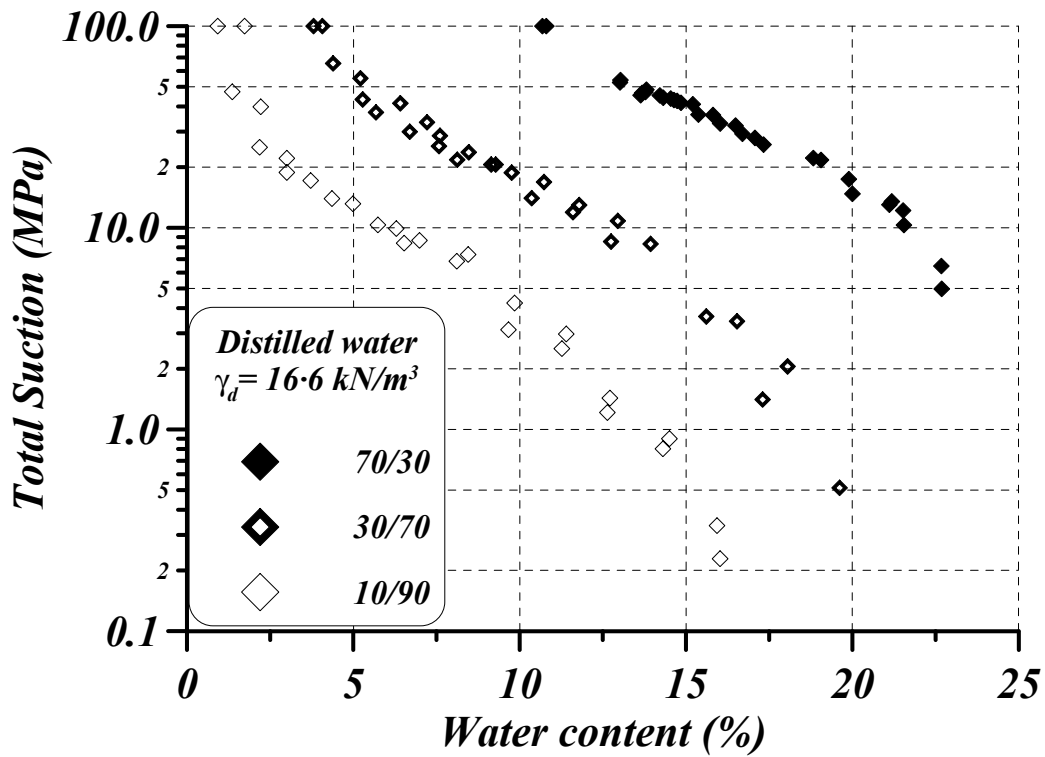 100.0
5
2
10.0
5
2
1.0
5
2
0.1
Total Suction (MPa)
Distilled water
γd= 16·6 kN/m³
70/30
30/70
10/90
0 5 10 15 20 25
Water content (%)